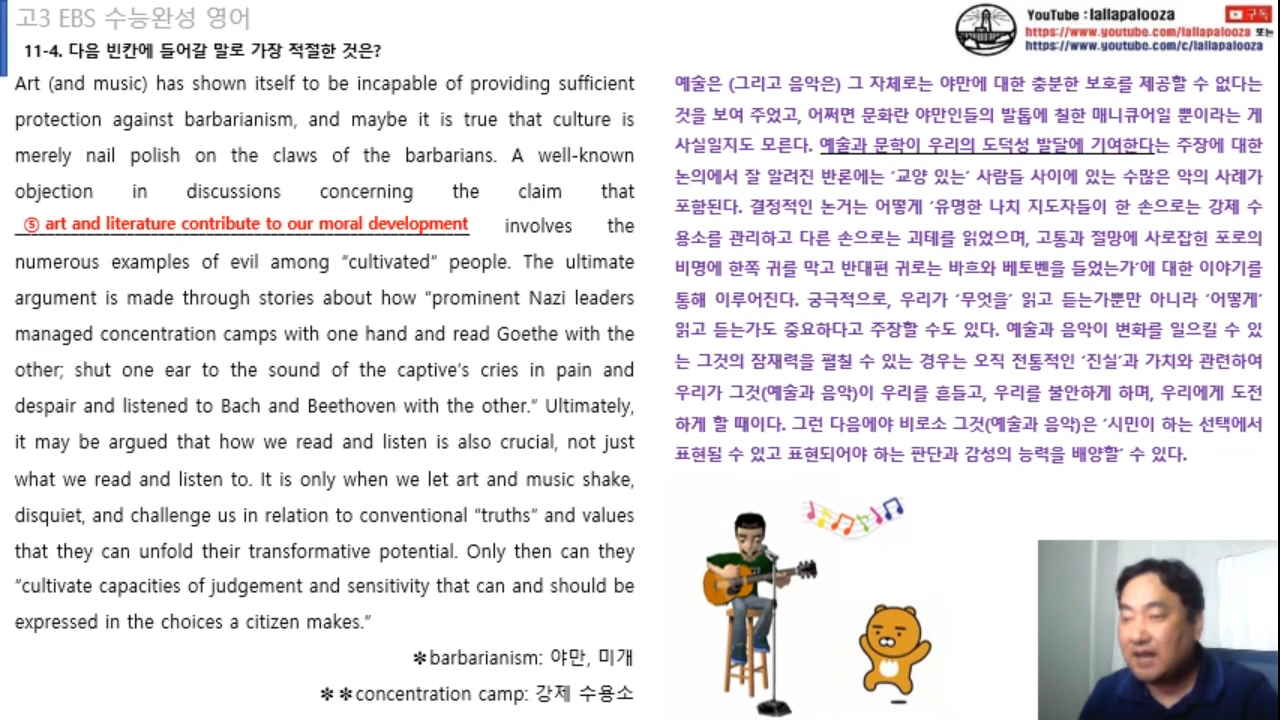 고3 EBS 수능완성 영어
YouTube : lallapalooza
구독
https://www.youtube.com/lallapalooza 또는
https://www.youtube.com/c/lallapalooza
11-4. 다음 빈칸에 들어갈 말로 가장 적절한 것은?
Art (and music) has shown itself to be incapable of providing sufficient
protection against barbarianism, and maybe it is true that culture is
merely nail polish on the claws of the barbarians. A well-known
objection in discussions concerning the claim that
⑤ art and literature contribute to our moral development involves the
numerous examples of evil among “cultivated” people. The ultimate
argument is made through stories about how “prominent Nazi leaders
managed concentration camps with one hand and read Goethe with the
other; shut one ear to the sound of the captive’s cries in pain and
despair and listened to Bach and Beethoven with the other.” Ultimately,
it may be argued that how we read and listen is also crucial, not just
what we read and listen to. It is only when we let art and music shake,
disquiet, and challenge us in relation to conventional “truths” and values
that they can unfold their transformative potential. Only then can they
“cultivate capacities of judgement and sensitivity that can and should be
expressed in the choices a citizen makes.”
✻barbarianism: 야만, 미개
✻✻concentration camp: 강제 수용소
예술은 (그리고 음악은) 그 자체로는 야만에 대한 충분한 보호를 제공할 수 없다는
것을 보여 주었고, 어쩌면 문화란 야만인들의 발톱에 칠한 매니큐어일 뿐이라는 게
사실일지도 모른다. 예술과 문학이 우리의 도덕성 발달에 기여한다는 주장에 대한
논의에서 잘 알려진 반론에는 ‘교양 있는’ 사람들 사이에 있는 수많은 악의 사례가
포함된다. 결정적인 논거는 어떻게 ‘유명한 나치 지도자들이 한 손으로는 강제 수
용소를 관리하고 다른 손으로는 괴테를 읽었으며, 고통과 절망에 사로잡힌 포로의
비명에 한쪽 귀를 막고 반대편 귀로는 바흐와 베토벤을 들었는가’에 대한 이야기를
통해 이루어진다. 궁극적으로, 우리가 ‘무엇을’ 읽고 듣는가뿐만 아니라 ‘어떻게’
읽고 듣는가도 중요하다고 주장할 수도 있다. 예술과 음악이 변화를 일으킬 수 있
는 그것의 잠재력을 펼칠 수 있는 경우는 오직 전통적인 ‘진실’과 가치와 관련하여
우리가 그것(예술과 음악)이 우리를 흔들고, 우리를 불안하게 하며, 우리에게 도전
하게 할 때이다. 그런 다음에야 비로소 그것(예술과 음악)은 ‘시민이 하는 선택에서
표현될 수 있고 표현되어야 하는 판단과 감성의 능력을 배양할’ 수 있다.